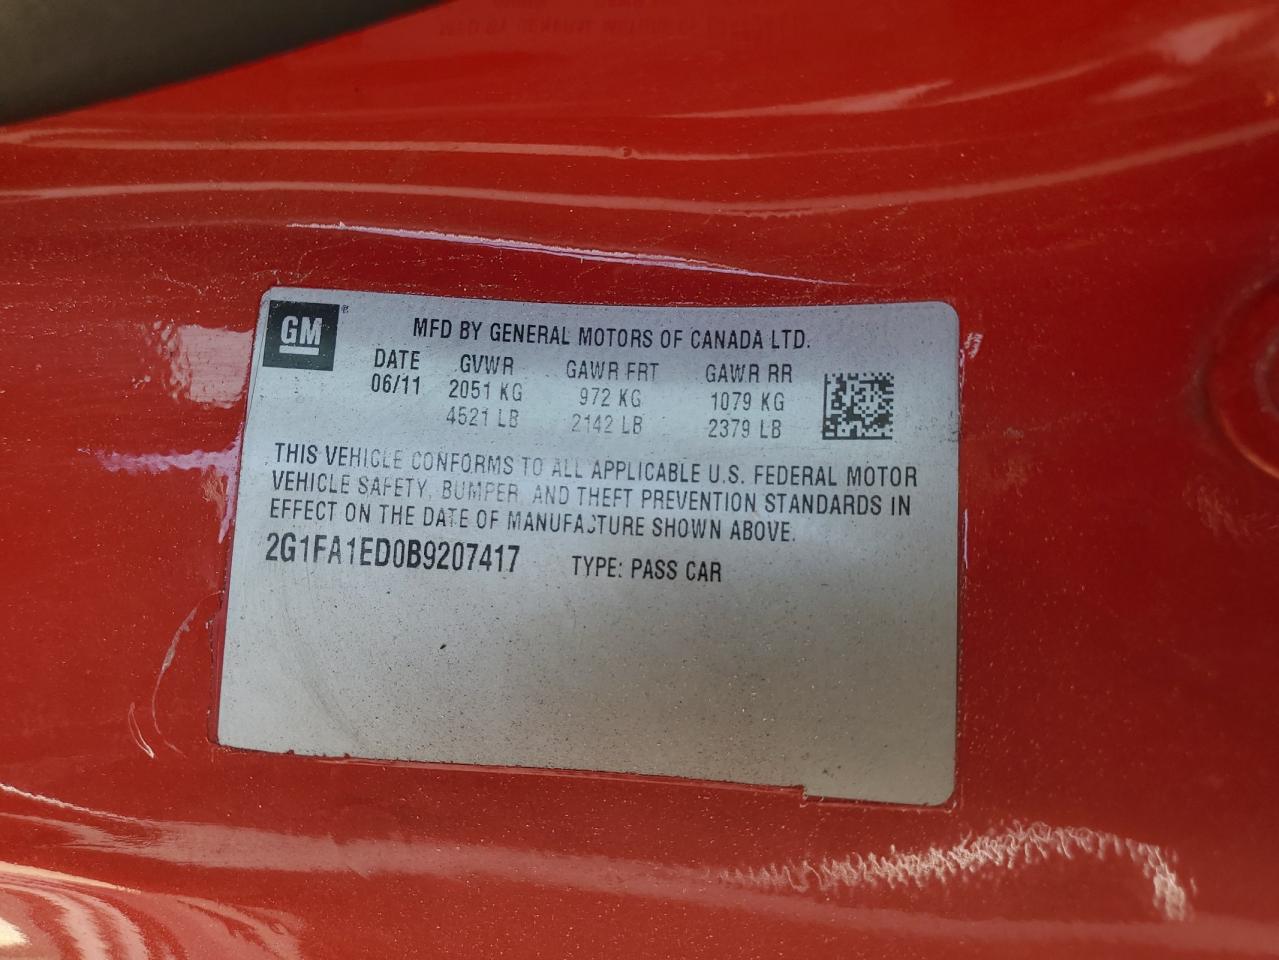 GM®
MFD BY GENERAL MOTORS OF CANADA LTD.
DATE GVWR GAWR FRT GAWR RR
06/11 2051 KG 972 KG 1079 KG
4521 LB 2142 LB 2379 LB
THIS VEHICLE CONFORMS TO ALL APPLICABLE U.S. FEDERAL MOTOR
VEHICLE SAFETY, BUMPER, AND THEFT PREVENTION STANDARDS IN
EFFECT ON THE DATE OF MANUFACTURE SHOWN ABOVE.
2G1FA1ED0B9207417 TYPE: PASS CAR